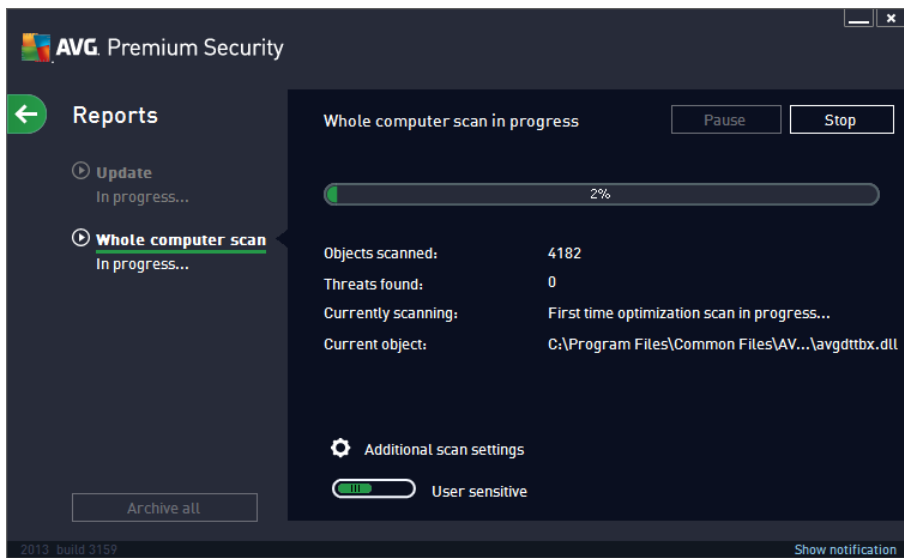 AVG. Premium Security
Reports
Update
In progress...
Whole computer scan
In progress...
Archive all
Whole computer scan in progress
Pause
Stop
2%
Objects scanned: 4182
Threats found: 0
Currently scanning: First time optimization scan in progress...
Current object: C:\Program Files\Common Files\AV...\avgdttbx.dll
Additional scan settings
User sensitive
2013 build 3159
Show notification